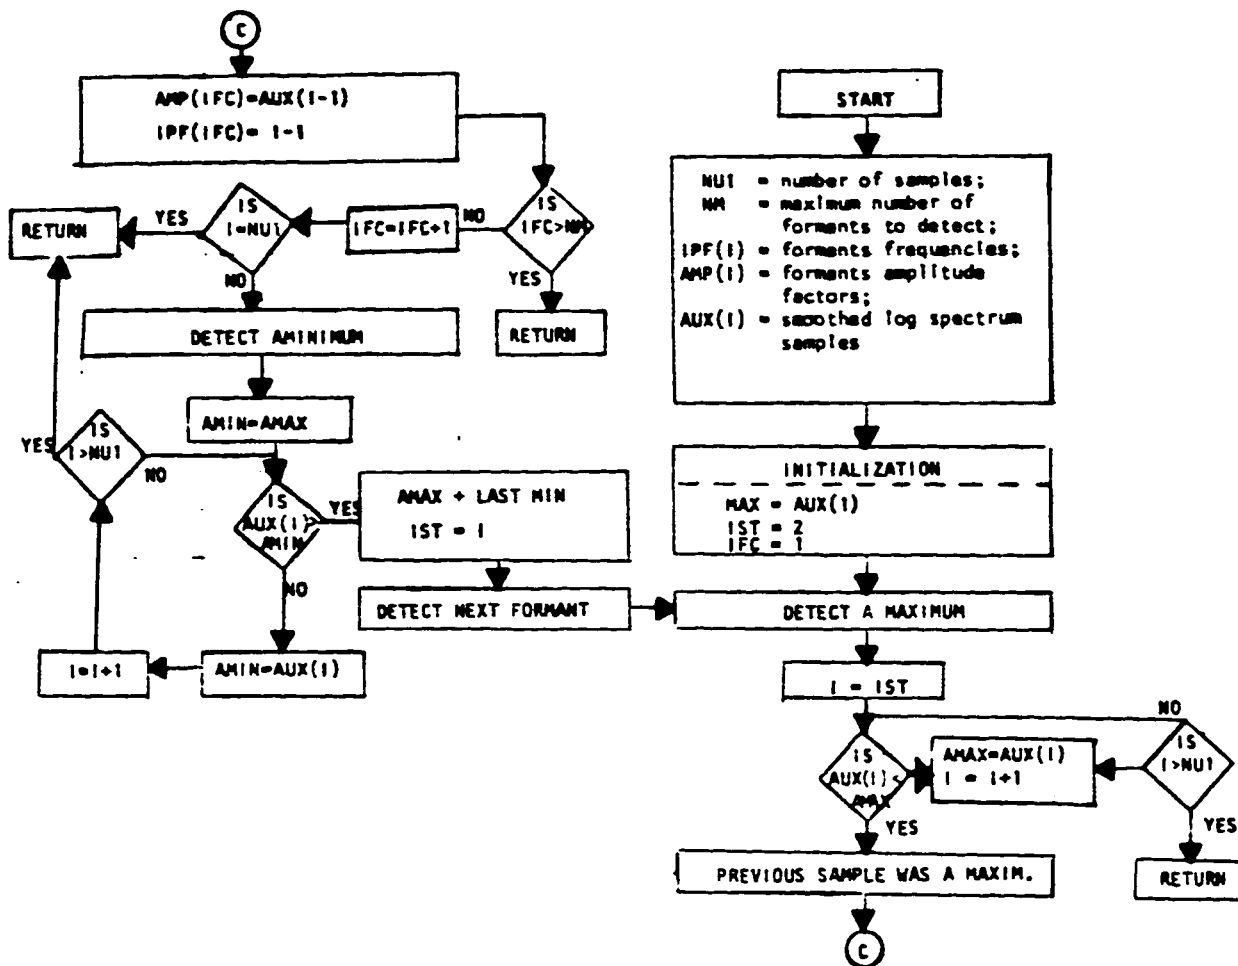 C
AMP(IFC)=AUX(I-1)
IPF(IFC)= I-1
IS
IFC>NM
NO
YES
RETURN
IFC=IFC+1
IS
I=NU1
YES
RETURN
NO
DETECT AMINIMUM
AMIN=AMAX
IS
I>NU1
YES
NO
IS
AUX(I)>
AMIN
YES
AMAX + LAST MIN
IST = I
NO
DETECT NEXT FORMANT
AMIN=AUX(I)
I=I+1
START
NU1 = number of samples;
NM = maximum number of
forments to detect;
IPF(I) = forments frequencies;
AMP(I) = forments amplitude
factors;
AUX(I) = smoothed log spectrum
samples
INITIALIZATION
MAX = AUX(1)
IST = 2
IFC = 1
DETECT A MAXIMUM
I = IST
IS
AUX(I)<
AMAX
AMAX=AUX(I)
I = I+1
NO
IS
I>NU1
YES
RETURN
YES
PREVIOUS SAMPLE WAS A MAXIM.
C